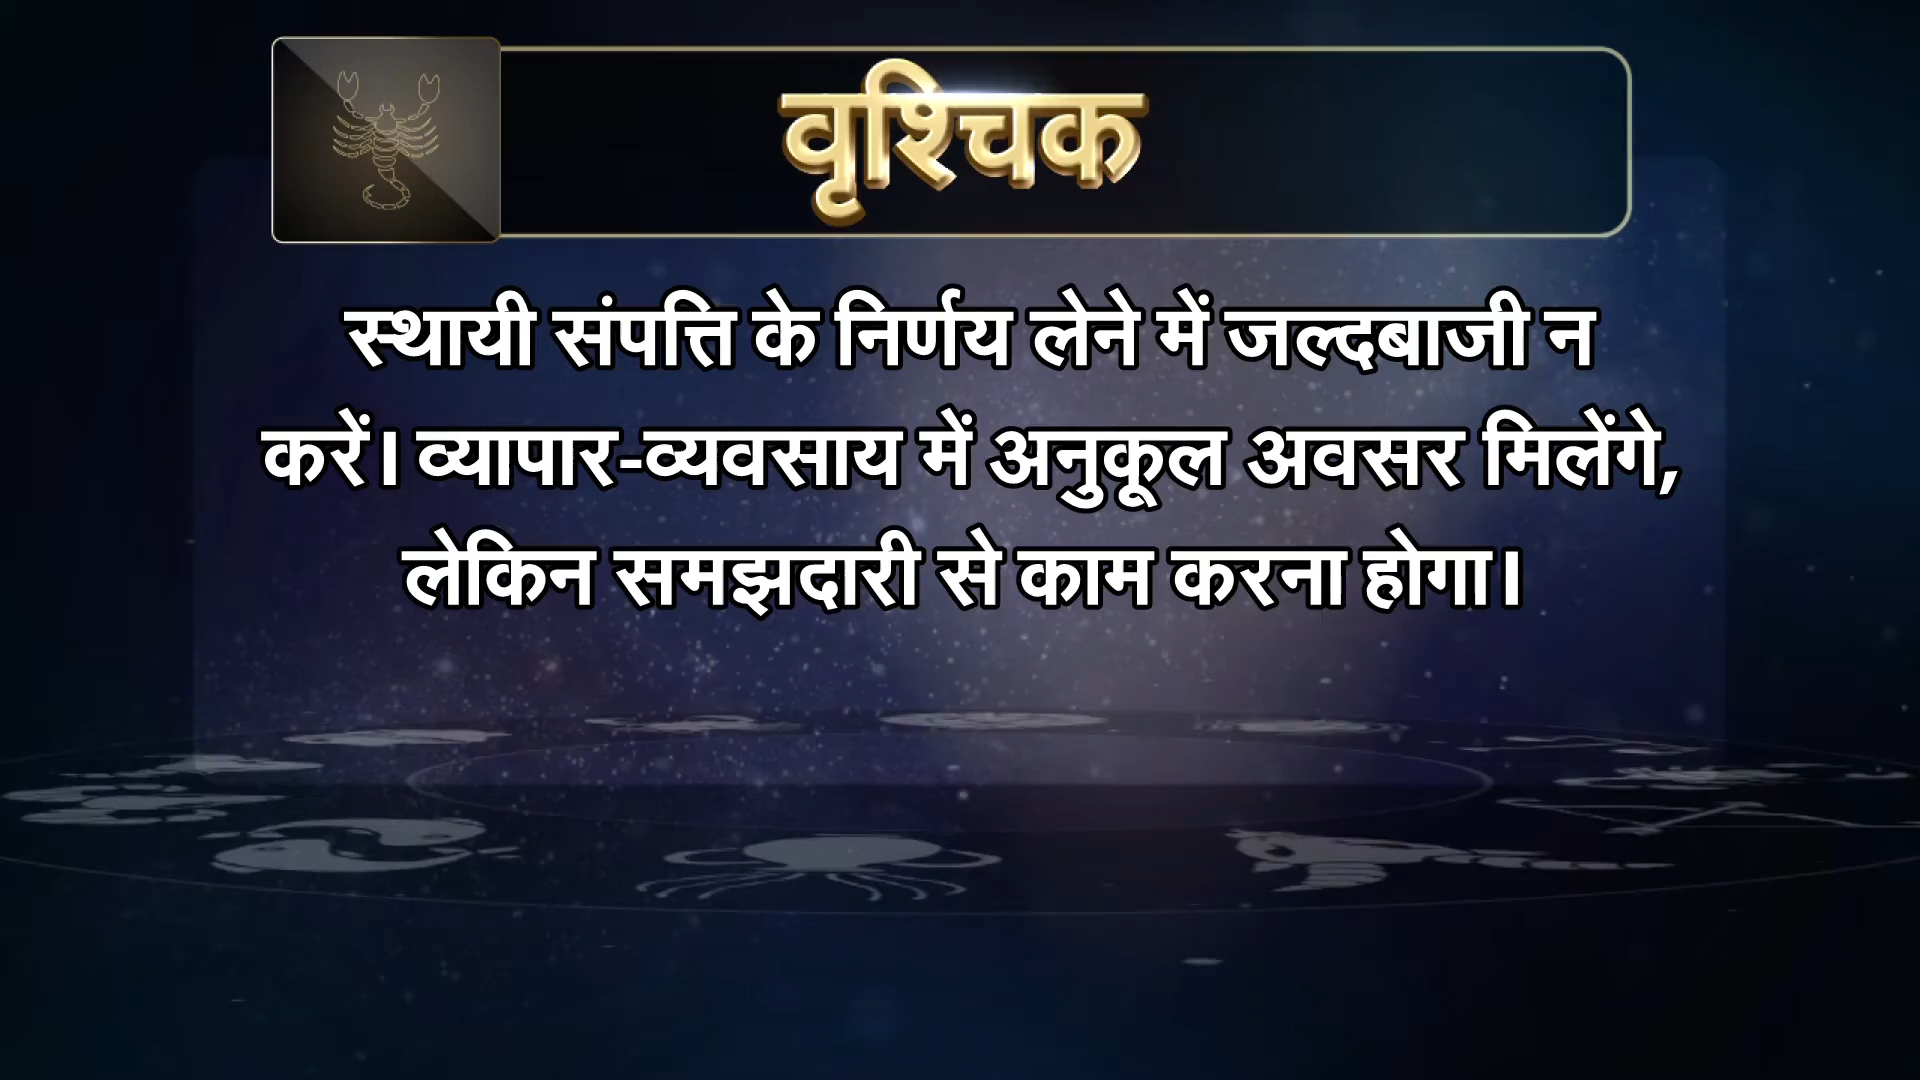 वृश्चिक
स्थायी संपत्ति के निर्णय लेने में जल्दबाजी न
करें। व्यापार-व्यवसाय में अनुकूल अवसर मिलेंगे,
लेकिन समझदारी से काम करना होगा।